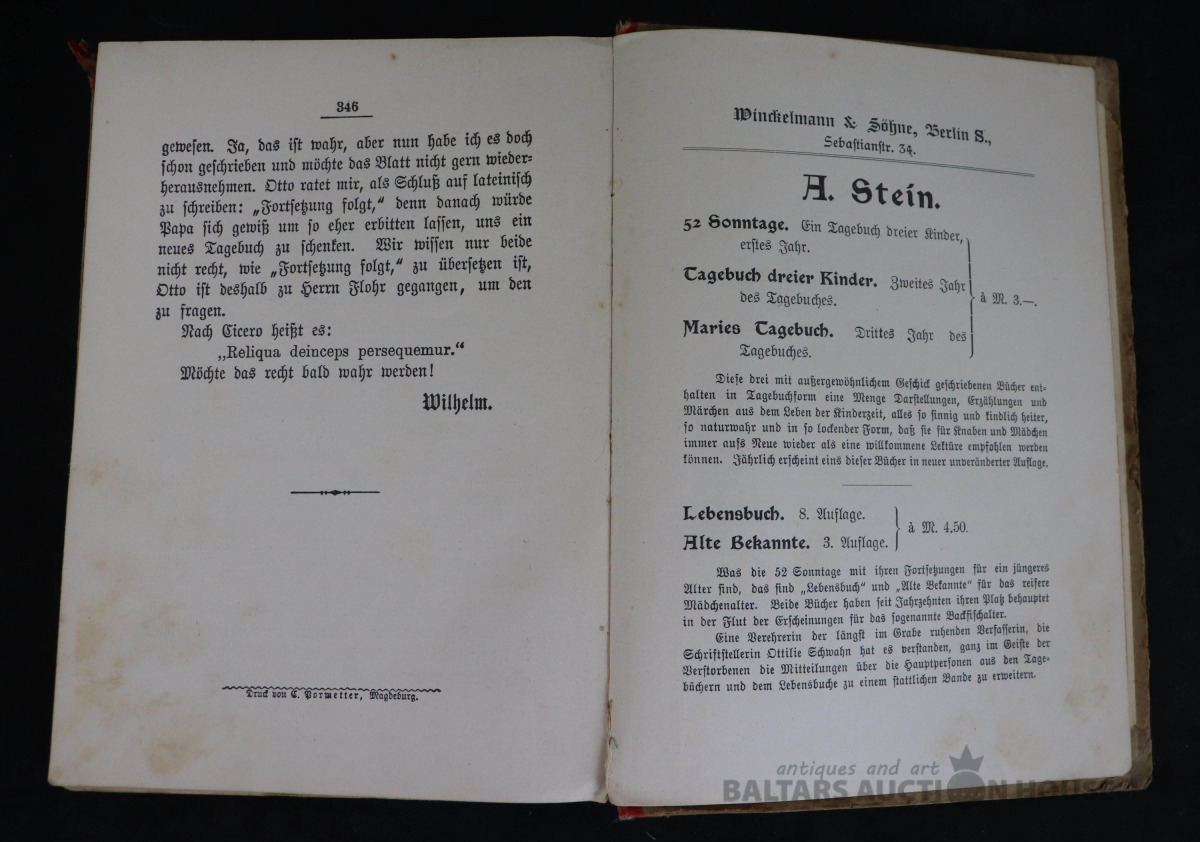 346
gewesen. Ja, das ist wahr, aber nun habe ich es doch
schon geschrieben und möchte das Blatt nicht gern wieder-
herausnehmen. Otto ratet mir, als Schluß auf lateinisch
zu schreiben: „Fortsetzung folgt,“ denn danach würde
Papa sich gewiß um so eher erbitten lassen, uns ein
neues Tagebuch zu schenken. Wir wissen nur beide
nicht recht, wie „Fortsetzung folgt,“ zu übersetzen ist,
Otto ist deshalb zu Herrn Flohr gegangen, um den
zu fragen.
Nach Cicero heißt es:
„Reliqua deinceps persequemur.“
Möchte das recht bald wahr werden!
Wilhelm.
Druck von C. Pormetter, Magdeburg.
Winckelmann & Söhne, Berlin S.,
Sebastianstr. 34.
A. Stein.
52 Sonntage. Ein Tagebuch dreier Kinder,
erstes Jahr.
Tagebuch dreier Kinder. Zweites Jahr
des Tagebuches.
à M. 3.—.
Maries Tagebuch. Drittes Jahr des
Tagebuches.
Diese drei mit außergewöhnlichem Geschick geschriebenen Bücher ent-
halten in Tagebuchform eine Menge Darstellungen, Erzählungen und
Märchen aus dem Leben der Kinderzeit, alles so sinnig und kindlich heiter,
so naturwahr und in so lockender Form, daß sie für Knaben und Mädchen
immer aufs Neue wieder als eine willkommene Lektüre empfohlen werden
können. Jährlich erscheint eins dieser Bücher in neuer unveränderter Auflage.
Lebensbuch. 8. Auflage.
à M. 4.50.
Alte Bekannte. 3. Auflage.
Was die 52 Sonntage mit ihren Fortsetzungen für ein jüngeres
Alter sind, das sind „Lebensbuch“ und „Alte Bekannte“ für das reifere
Mädchenalter. Beide Bücher haben seit Jahrzehnten ihren Platz behauptet
in der Flut der Erscheinungen für das sogenannte Backfischalter.
Eine Verehrerin der längst im Grabe ruhenden Verfasserin, die
Schriftstellerin Ottilie Schwahn hat es verstanden, ganz im Geiste der
Verstorbenen die Mitteilungen über die Hauptpersonen aus den Tage-
büchern und dem Lebensbuche zu einem stattlichen Bande zu erweitern.
antiques and art
BALTARS AUCTION HOUSE